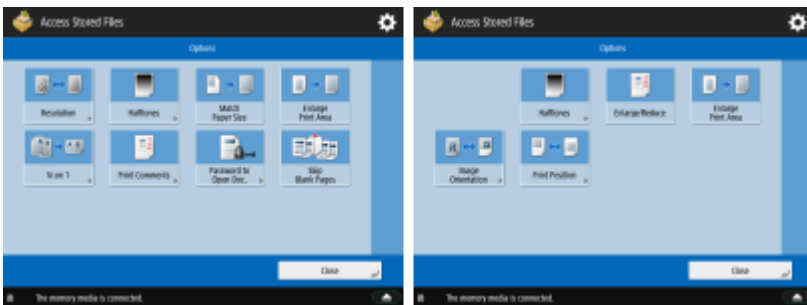 Access Stored Files
Options
Resolution
Halftones
Match
Paper Size
Enlarge
Print Area
N on 1
Print Comments
Password to
Open Doc.
Skip
Blank Pages
Close
The memory media is connected.
Access Stored Files
Options
Halftones
Enlarge/Reduce
Enlarge
Print Area
Image
Orientation
Print Position
Close
The memory media is connected.